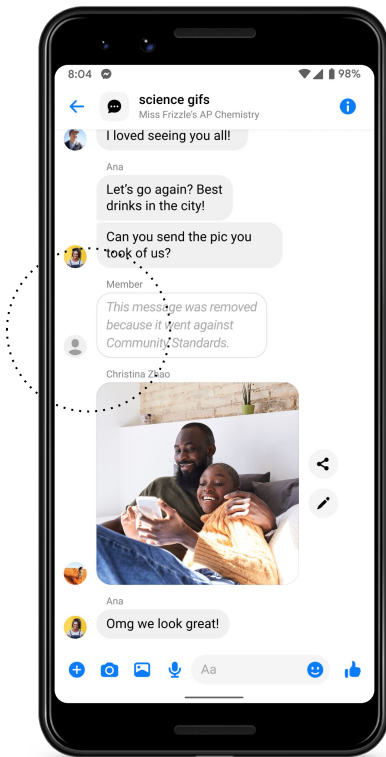 8:04
98%
science gifs
Miss Frizzle's AP Chemistry
I loved seeing you all!
Ana
Let's go again? Best
drinks in the city!
Can you send the pic you
took of us?
Member
This message was removed
because it went against
Community Standards.
Christina Zhao
Ana
Omg we look great!
Aa